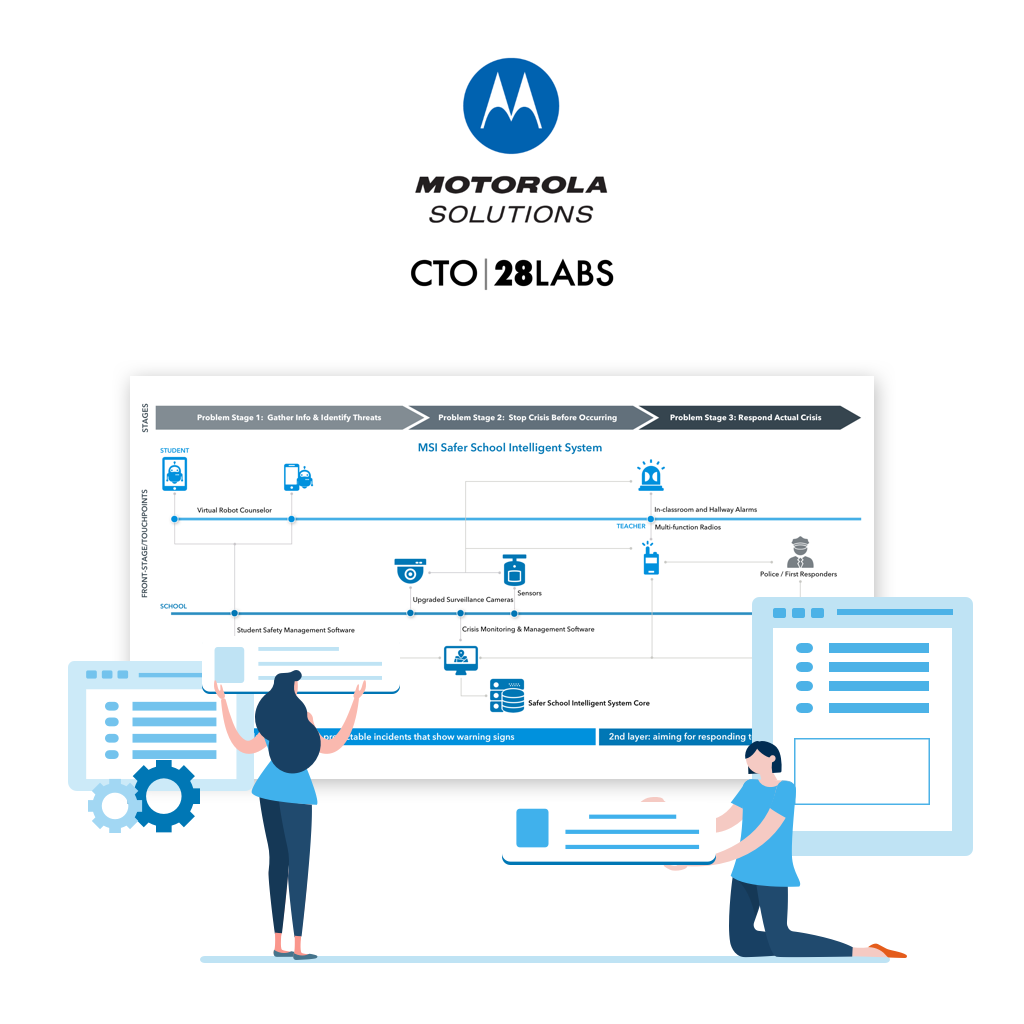 MOTOROLA
SOLUTIONS
CTO | 28LABS
STAGES
Problem Stage 1: Gather Info & Identify Threats
Problem Stage 2: Stop Crisis Before Occurring
Problem Stage 3: Respond Actual Crisis
MSI Safer School Intelligent System
FRONT-STAGE/TOUCHPOINTS
STUDENT
Virtual Robot Counselor
In-classroom and Hallway Alarms
TEACHER
Multi-function Radios
Police / First Responders
Sensors
Upgraded Surveillance Cameras
SCHOOL
Student Safety Management Software
Crisis Monitoring & Management Software
Safer School Intelligent System Core
incidents that show warning signs
2nd layer: aiming for responding